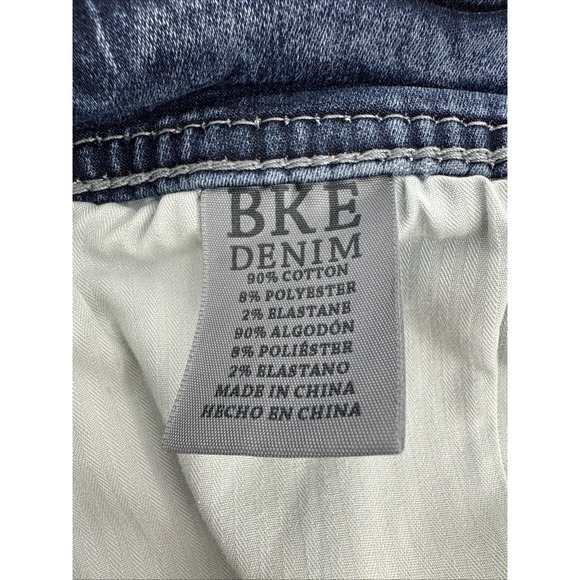 BKE
DENIM
90% COTTON
8% POLYESTER
2% ELASTANE
90% ALGODÓN
8% POLIÉSTER
2% ELASTANO
MADE IN CHINA
HECHO EN CHINA